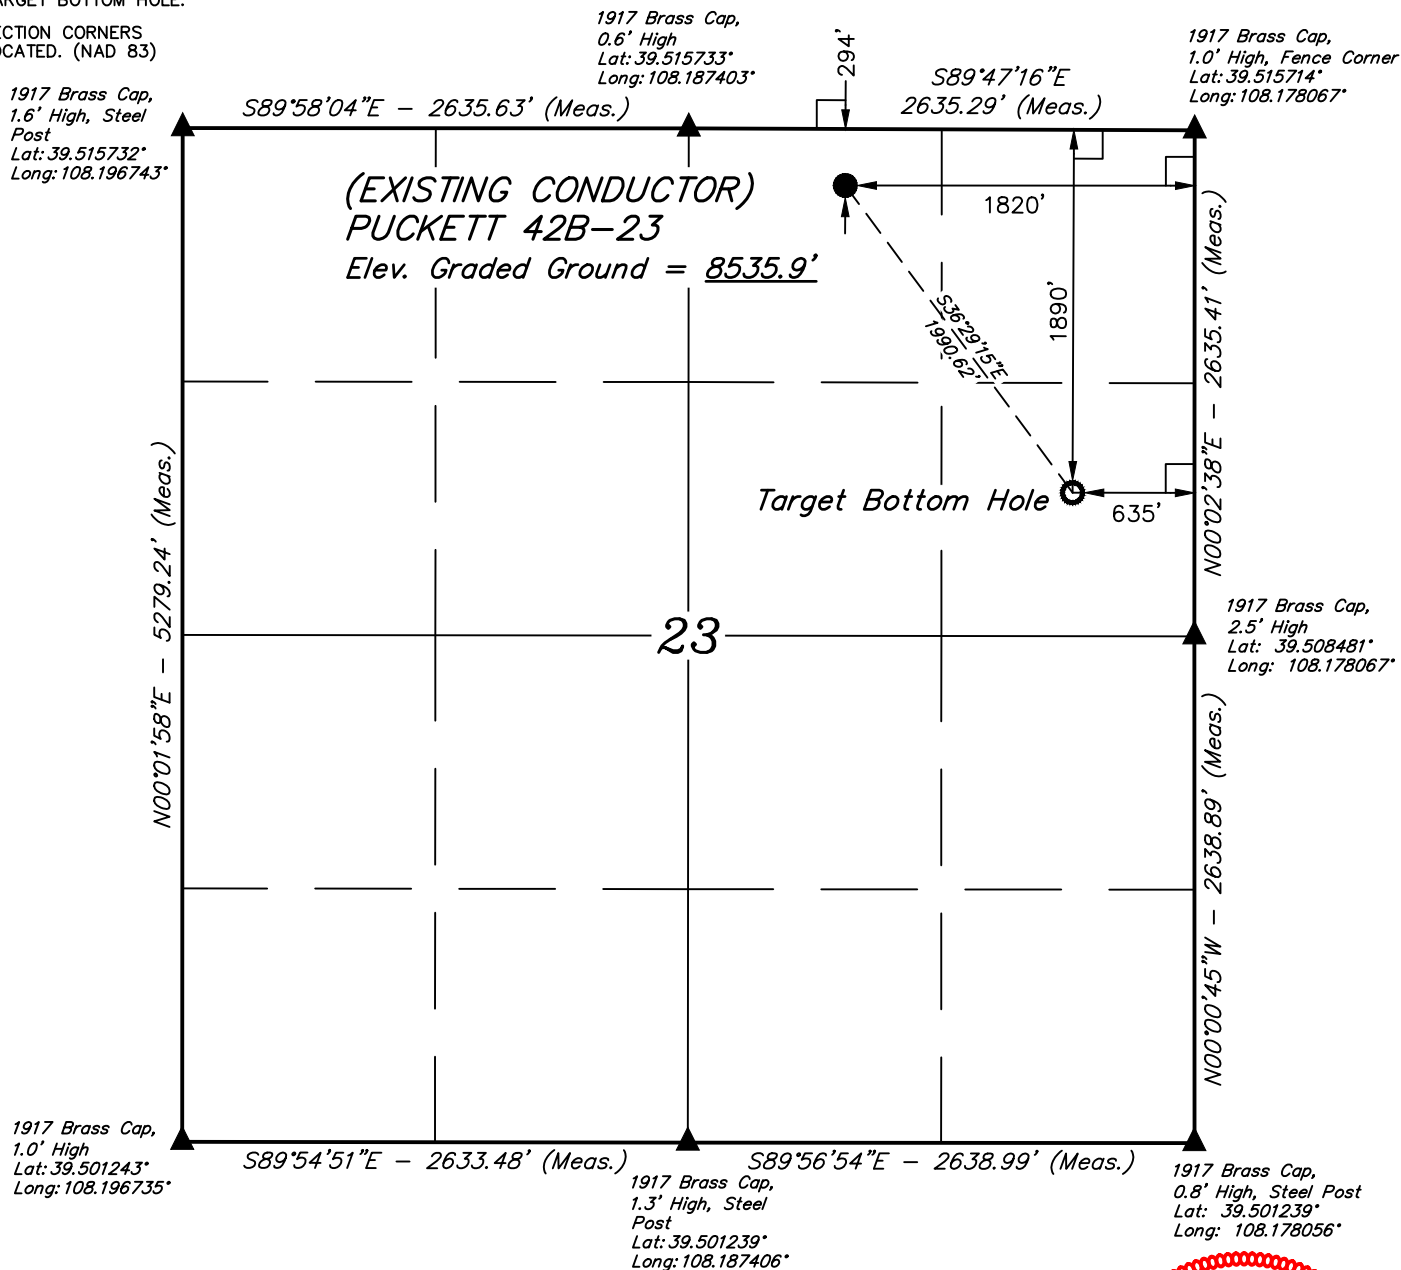 TARGET BOTTOM HOLE.
SECTION CORNERS
LOCATED. (NAD 83)
1917 Brass Cap,
1.6' High, Steel
Post
Lat: 39.515732°
Long: 108.196743°
1917 Brass Cap,
0.6' High
Lat: 39.515733°
Long: 108.187403°
1917 Brass Cap,
1.0' High, Fence Corner
Lat: 39.515714°
Long: 108.178067°
S89°58'04"E - 2635.63' (Meas.)
294'
S89°47'16"E
2635.29' (Meas.)
(EXISTING CONDUCTOR)
PUCKETT 42B-23
Elev. Graded Ground = 8535.9'
1820'
1890'
S36°29'15"E
1990.62'
N00°02'38"E - 2635.41' (Meas.)
Target Bottom Hole
635'
N00°01'58"E - 5279.24' (Meas.)
23
1917 Brass Cap,
2.5' High
Lat: 39.508481°
Long: 108.178067°
N00°00'45"W - 2638.89' (Meas.)
1917 Brass Cap,
1.0' High
Lat: 39.501243°
Long: 108.196735°
S89°54'51"E - 2633.48' (Meas.)
S89°56'54"E - 2638.99' (Meas.)
1917 Brass Cap,
1.3' High, Steel
Post
Lat: 39.501239°
Long: 108.187406°
1917 Brass Cap,
0.8' High, Steel Post
Lat: 39.501239°
Long: 108.178056°